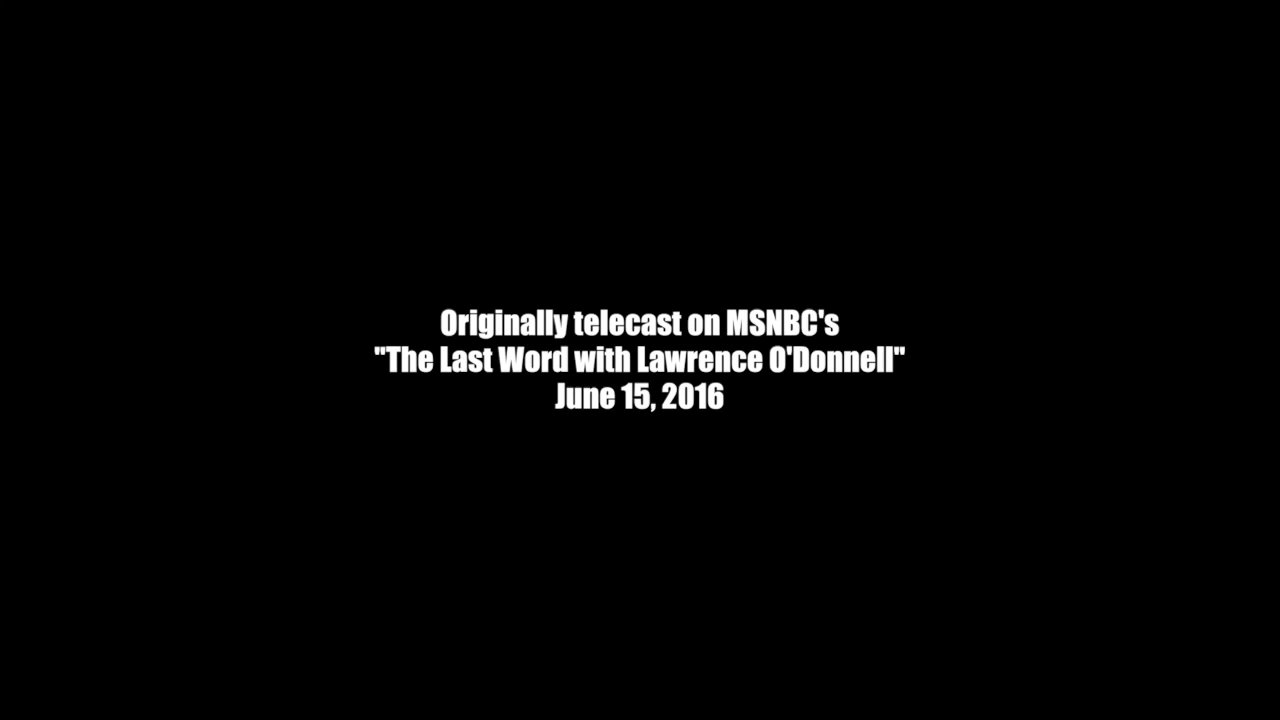 Originally telecast on MSNBC's
"The Last Word with Lawrence O'Donnell"
June 15, 2016